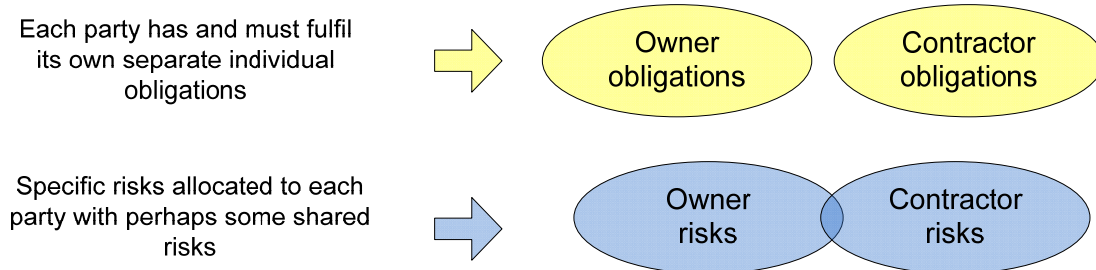 Each party has and must fulfil
its own separate individual
obligations
Owner
obligations
Contractor
obligations
Specific risks allocated to each
party with perhaps some shared
risks
Owner
risks
Contractor
risks